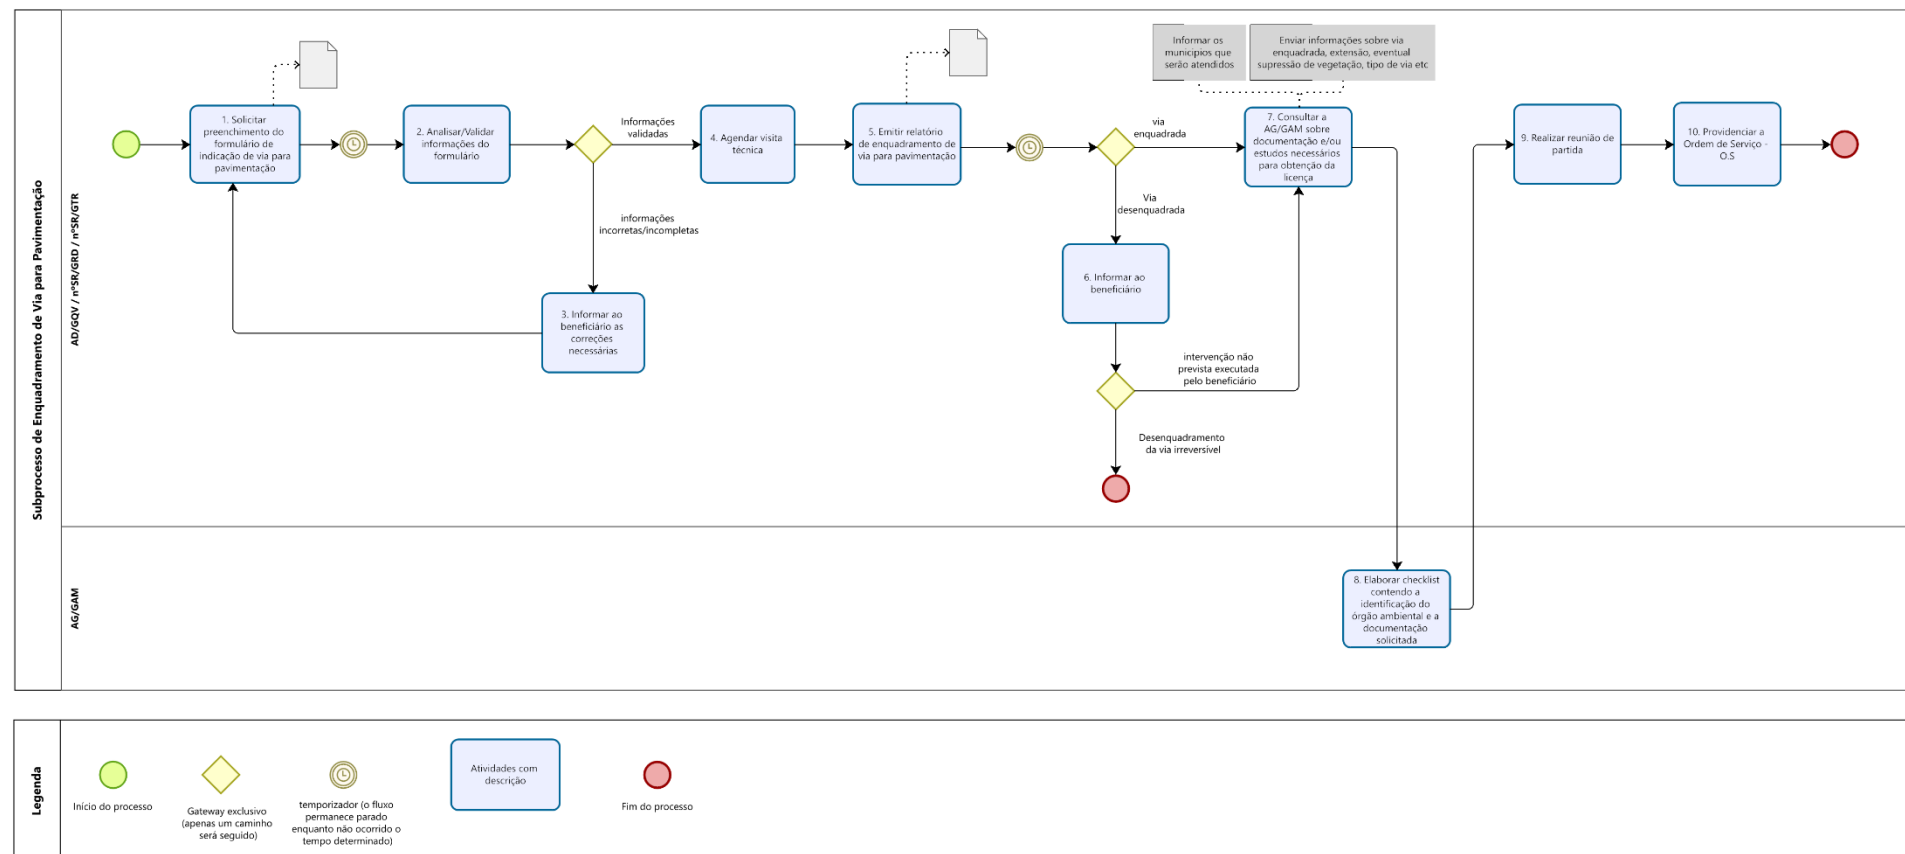 Subprocesso de Enquadramento de Via para Pavimentação
AD/GQV / nºSR/GRD / nºSR/GTR
1. Solicitar
preenchimento do
formulário de
indicação de via para
pavimentação
2. Analisar/Validar
informações do
formulário
Informações
validadas
informações
incorretas/incompletas
3. Informar ao
beneficiário as
correções
necessárias
4. Agendar visita
técnica
5. Emitir relatório
de enquadramento de
via para pavimentação
via
enquadrada
Via
desenquadrada
6. Informar ao
beneficiário
intervenção não
prevista executada
pelo beneficiário
Desenquadramento
da via irreversível
Informar os
municipios que
serão atendidos
Enviar informações sobre via
enquadrada, extensão, eventual
supressão de vegetação, tipo de via etc
7. Consultar a
AG/GAM sobre
documentação e/ou
estudos necessários
para obtenção da
licença
9. Realizar reunião de
partida
10. Providenciar a
Ordem de Serviço -
O.S
AG/GAM
8. Elaborar checklist
contendo a
identificação do
órgão ambiental e a
documentação
solicitada
Legenda
Início do processo
Gateway exclusivo
(apenas um caminho
será seguido)
temporizador (o fluxo
permanece parado
enquanto não ocorrido o
tempo determinado)
Atividades com
descrição
Fim do processo